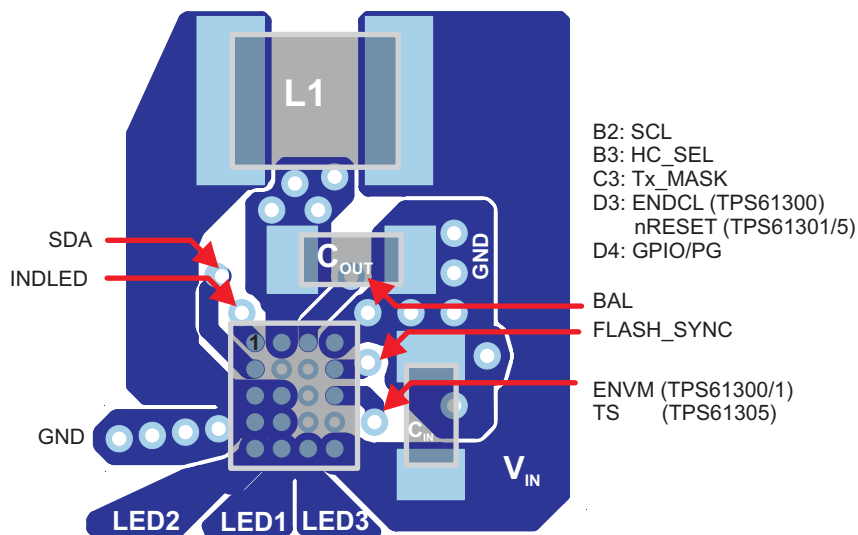 L1
B2: SCL
B3: HC_SEL
C3: Tx_MASK
D3: ENDCL (TPS61300)
nRESET (TPS61301/5)
D4: GPIO/PG
SDA
INDLED
COUT
GND
BAL
FLASH_SYNC
1
ENVM (TPS61300/1)
TS (TPS61305)
GND
CIN
VIN
LED2
LED1
LED3